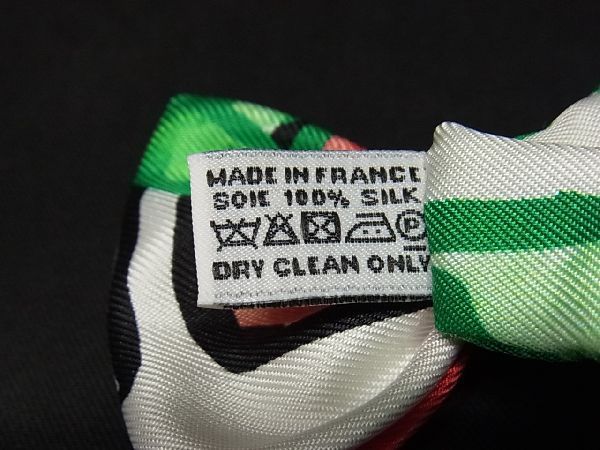 MADE IN FRANCE
SOIE 100% SILK
P
DRY CLEAN ONLY